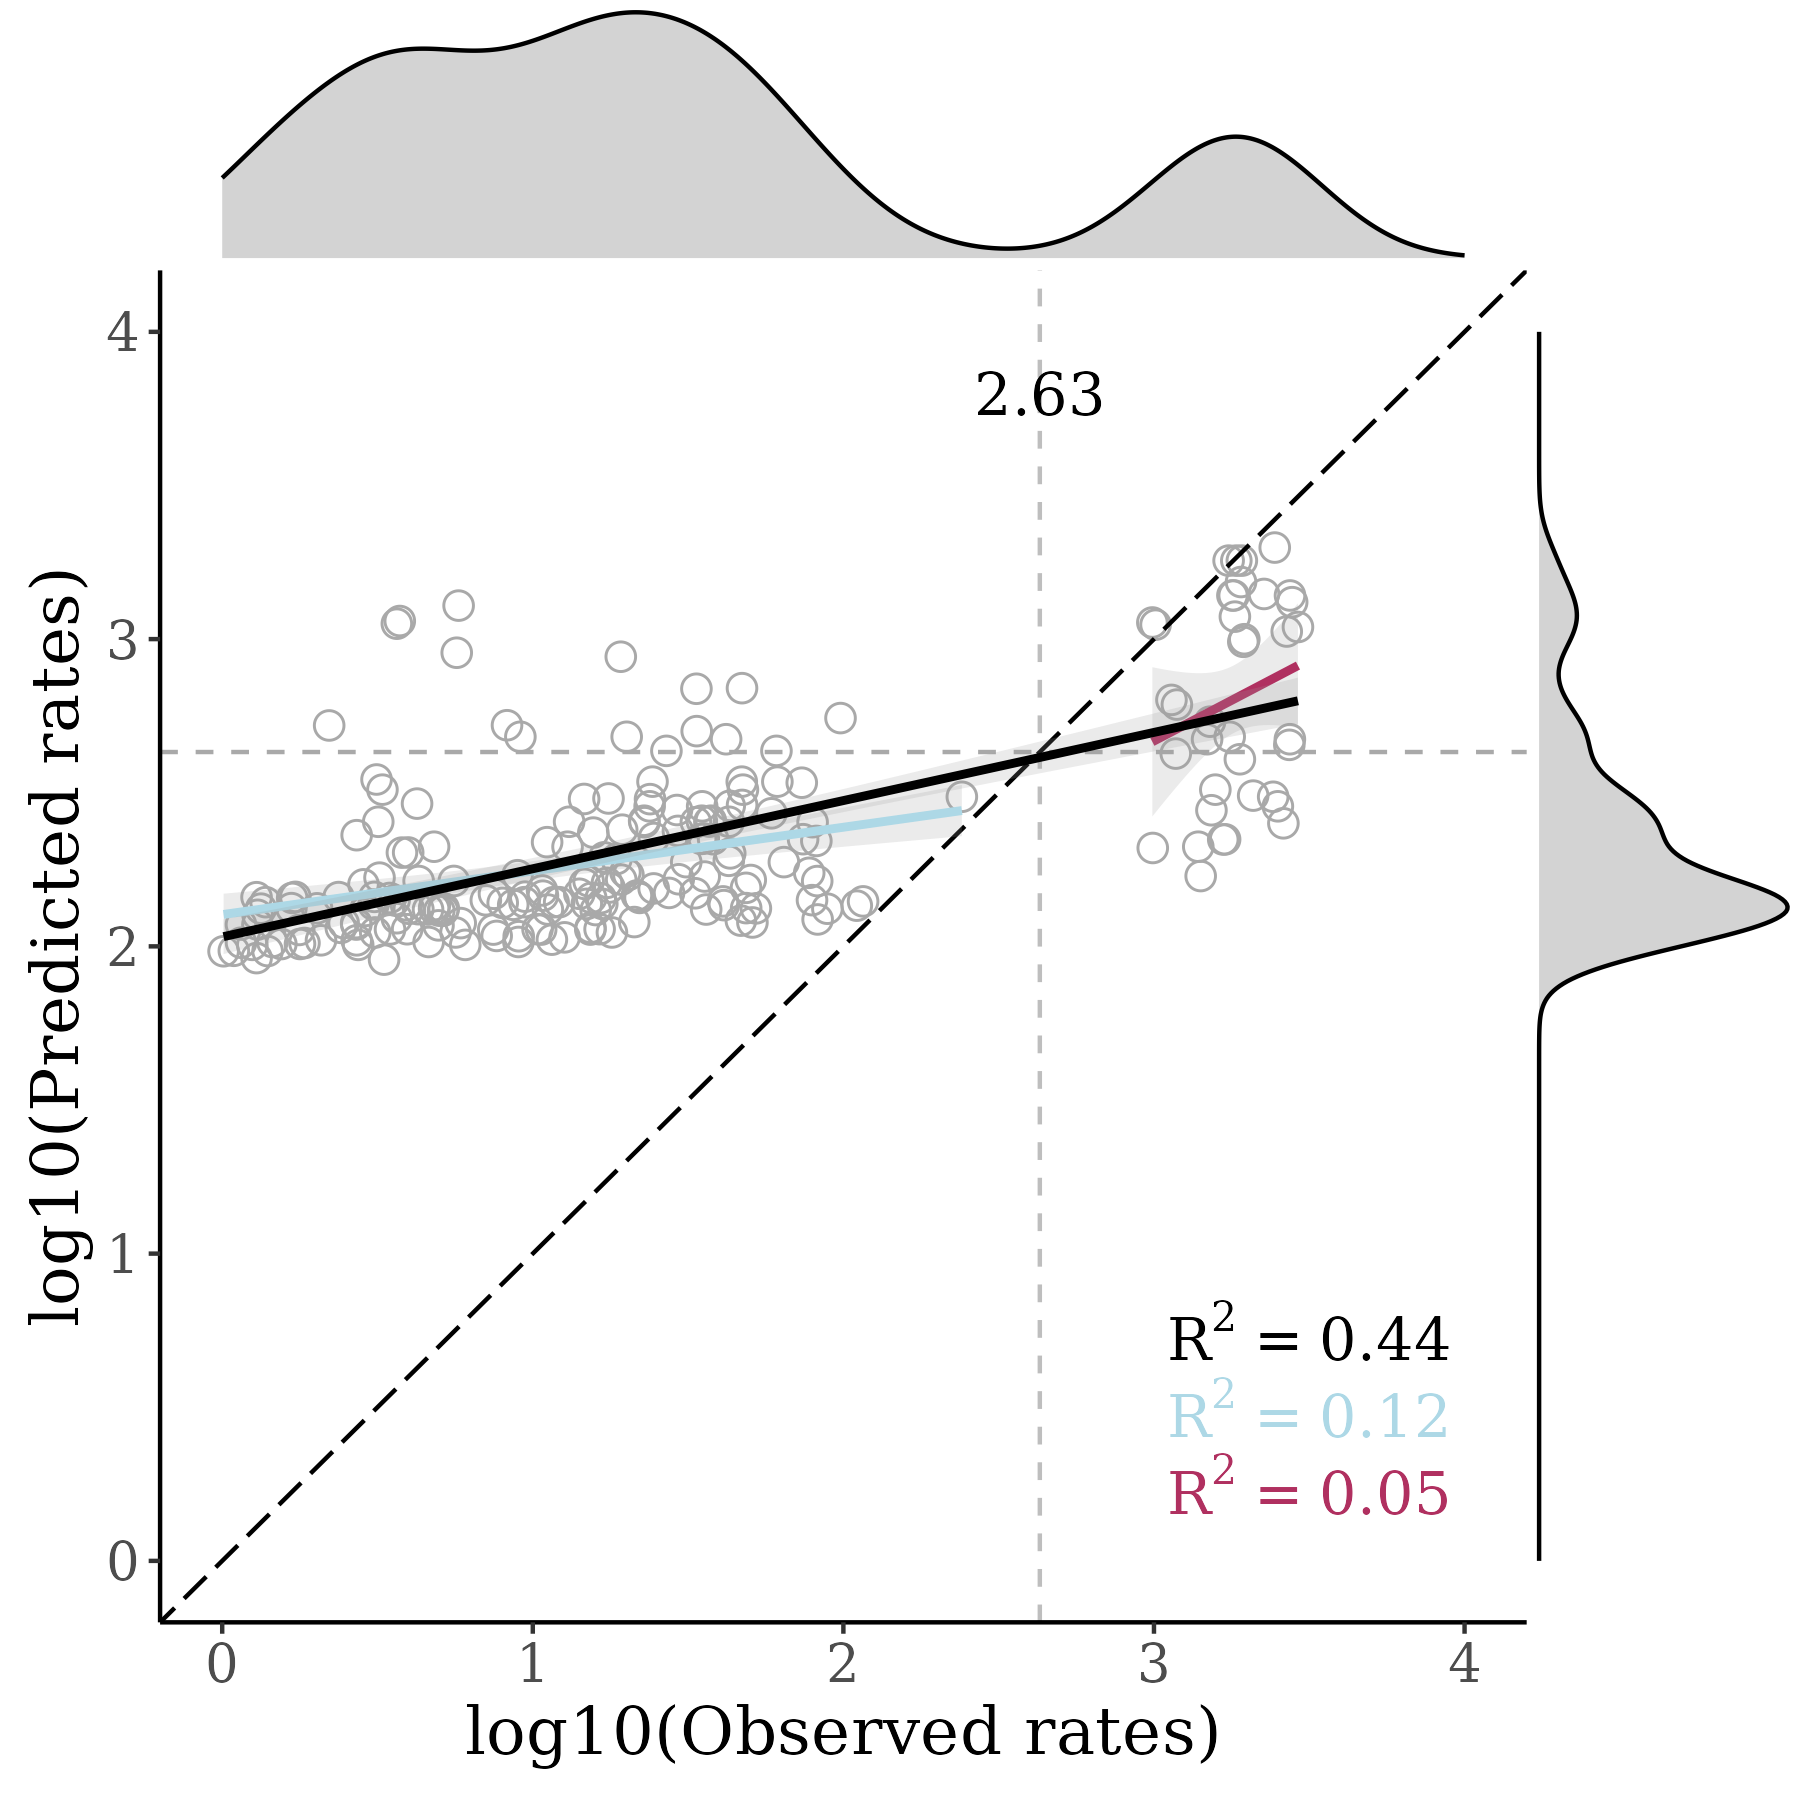 4
3
2
1
0
log10(Predicted rates)
2.63
R² = 0.44
R² = 0.12
R² = 0.05
0 1 2 3 4
log10(Observed rates)